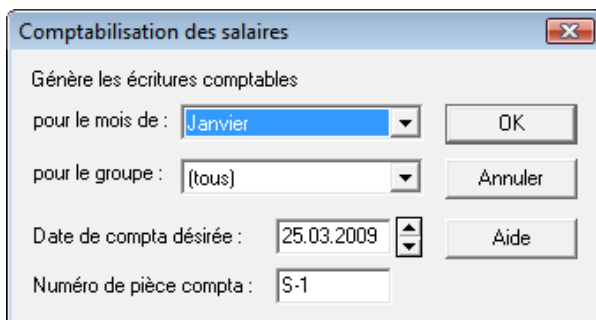 Comptabilisation des salaires
Génère les écritures comptables
pour le mois de : Janvier OK
pour le groupe : (tous) Annuler
Date de compta désirée : 25.03.2009 Aide
Numéro de pièce compta : S-1